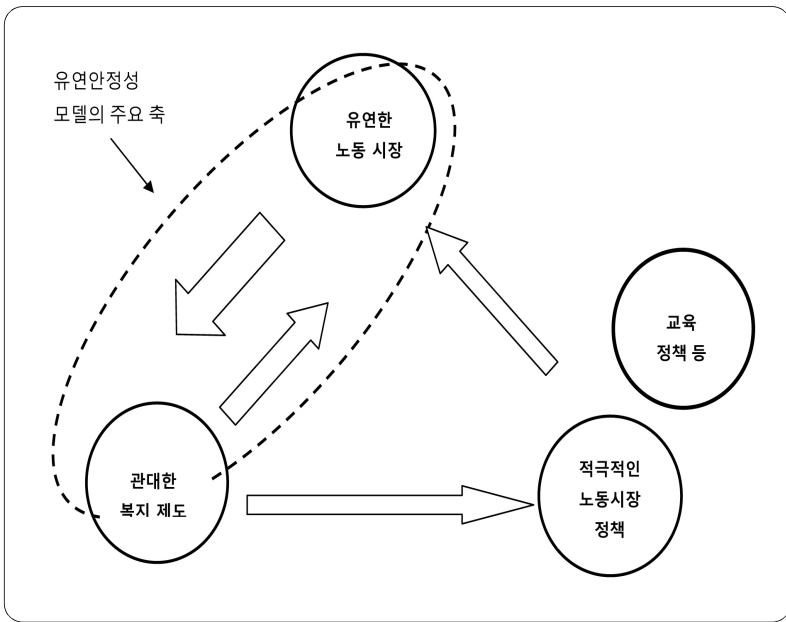 유연안정성
모델의 주요 축
유연한
노동 시장
교육
정책 등
관대한
복지 제도
적극적인
노동시장
정책